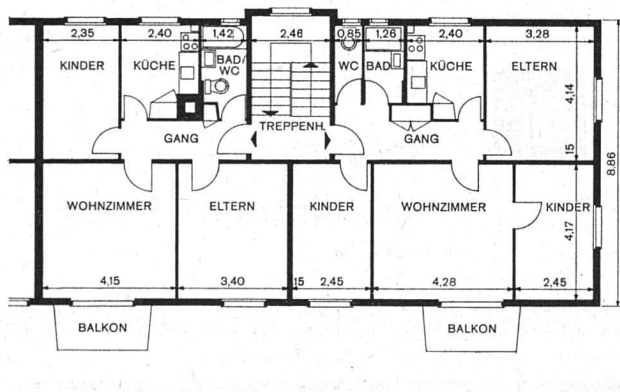 2,35 2,40 1,42 2,46 0,85 1,26 2,40 3,28
KINDER KÜCHE BAD/ WC WC BAD KÜCHE ELTERN
4,14
GANG TREPPENH. GANG
15
8,86
WOHNZIMMER ELTERN KINDER WOHNZIMMER KINDER
4,17
4,15 3,40 15 2,45 4,28 2,45
BALKON BALKON